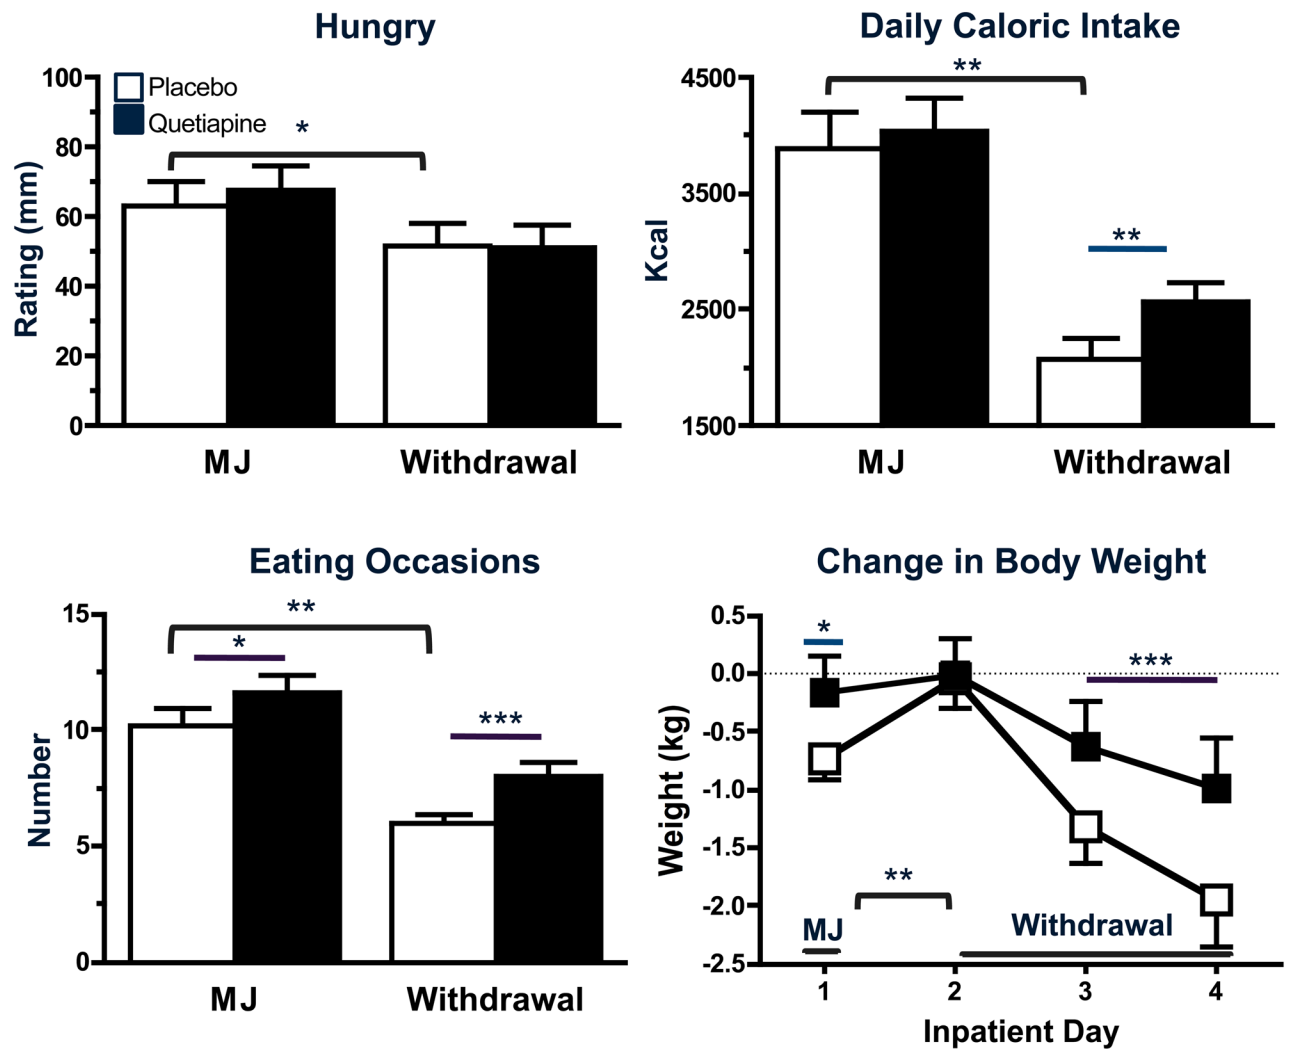 Hungry
Rating (mm)
100
80
60
40
20
0
Placebo
Quetiapine
*
MJ Withdrawal
Daily Caloric Intake
Kcal
4500
3500
2500
1500
**
**
MJ Withdrawal
Eating Occasions
Number
15
10
5
0
**
*
***
MJ Withdrawal
Change in Body Weight
Weight (kg)
0.5
0.0
-0.5
-1.0
-1.5
-2.0
-2.5
*
***
**
MJ
Withdrawal
1 2 3 4
Inpatient Day